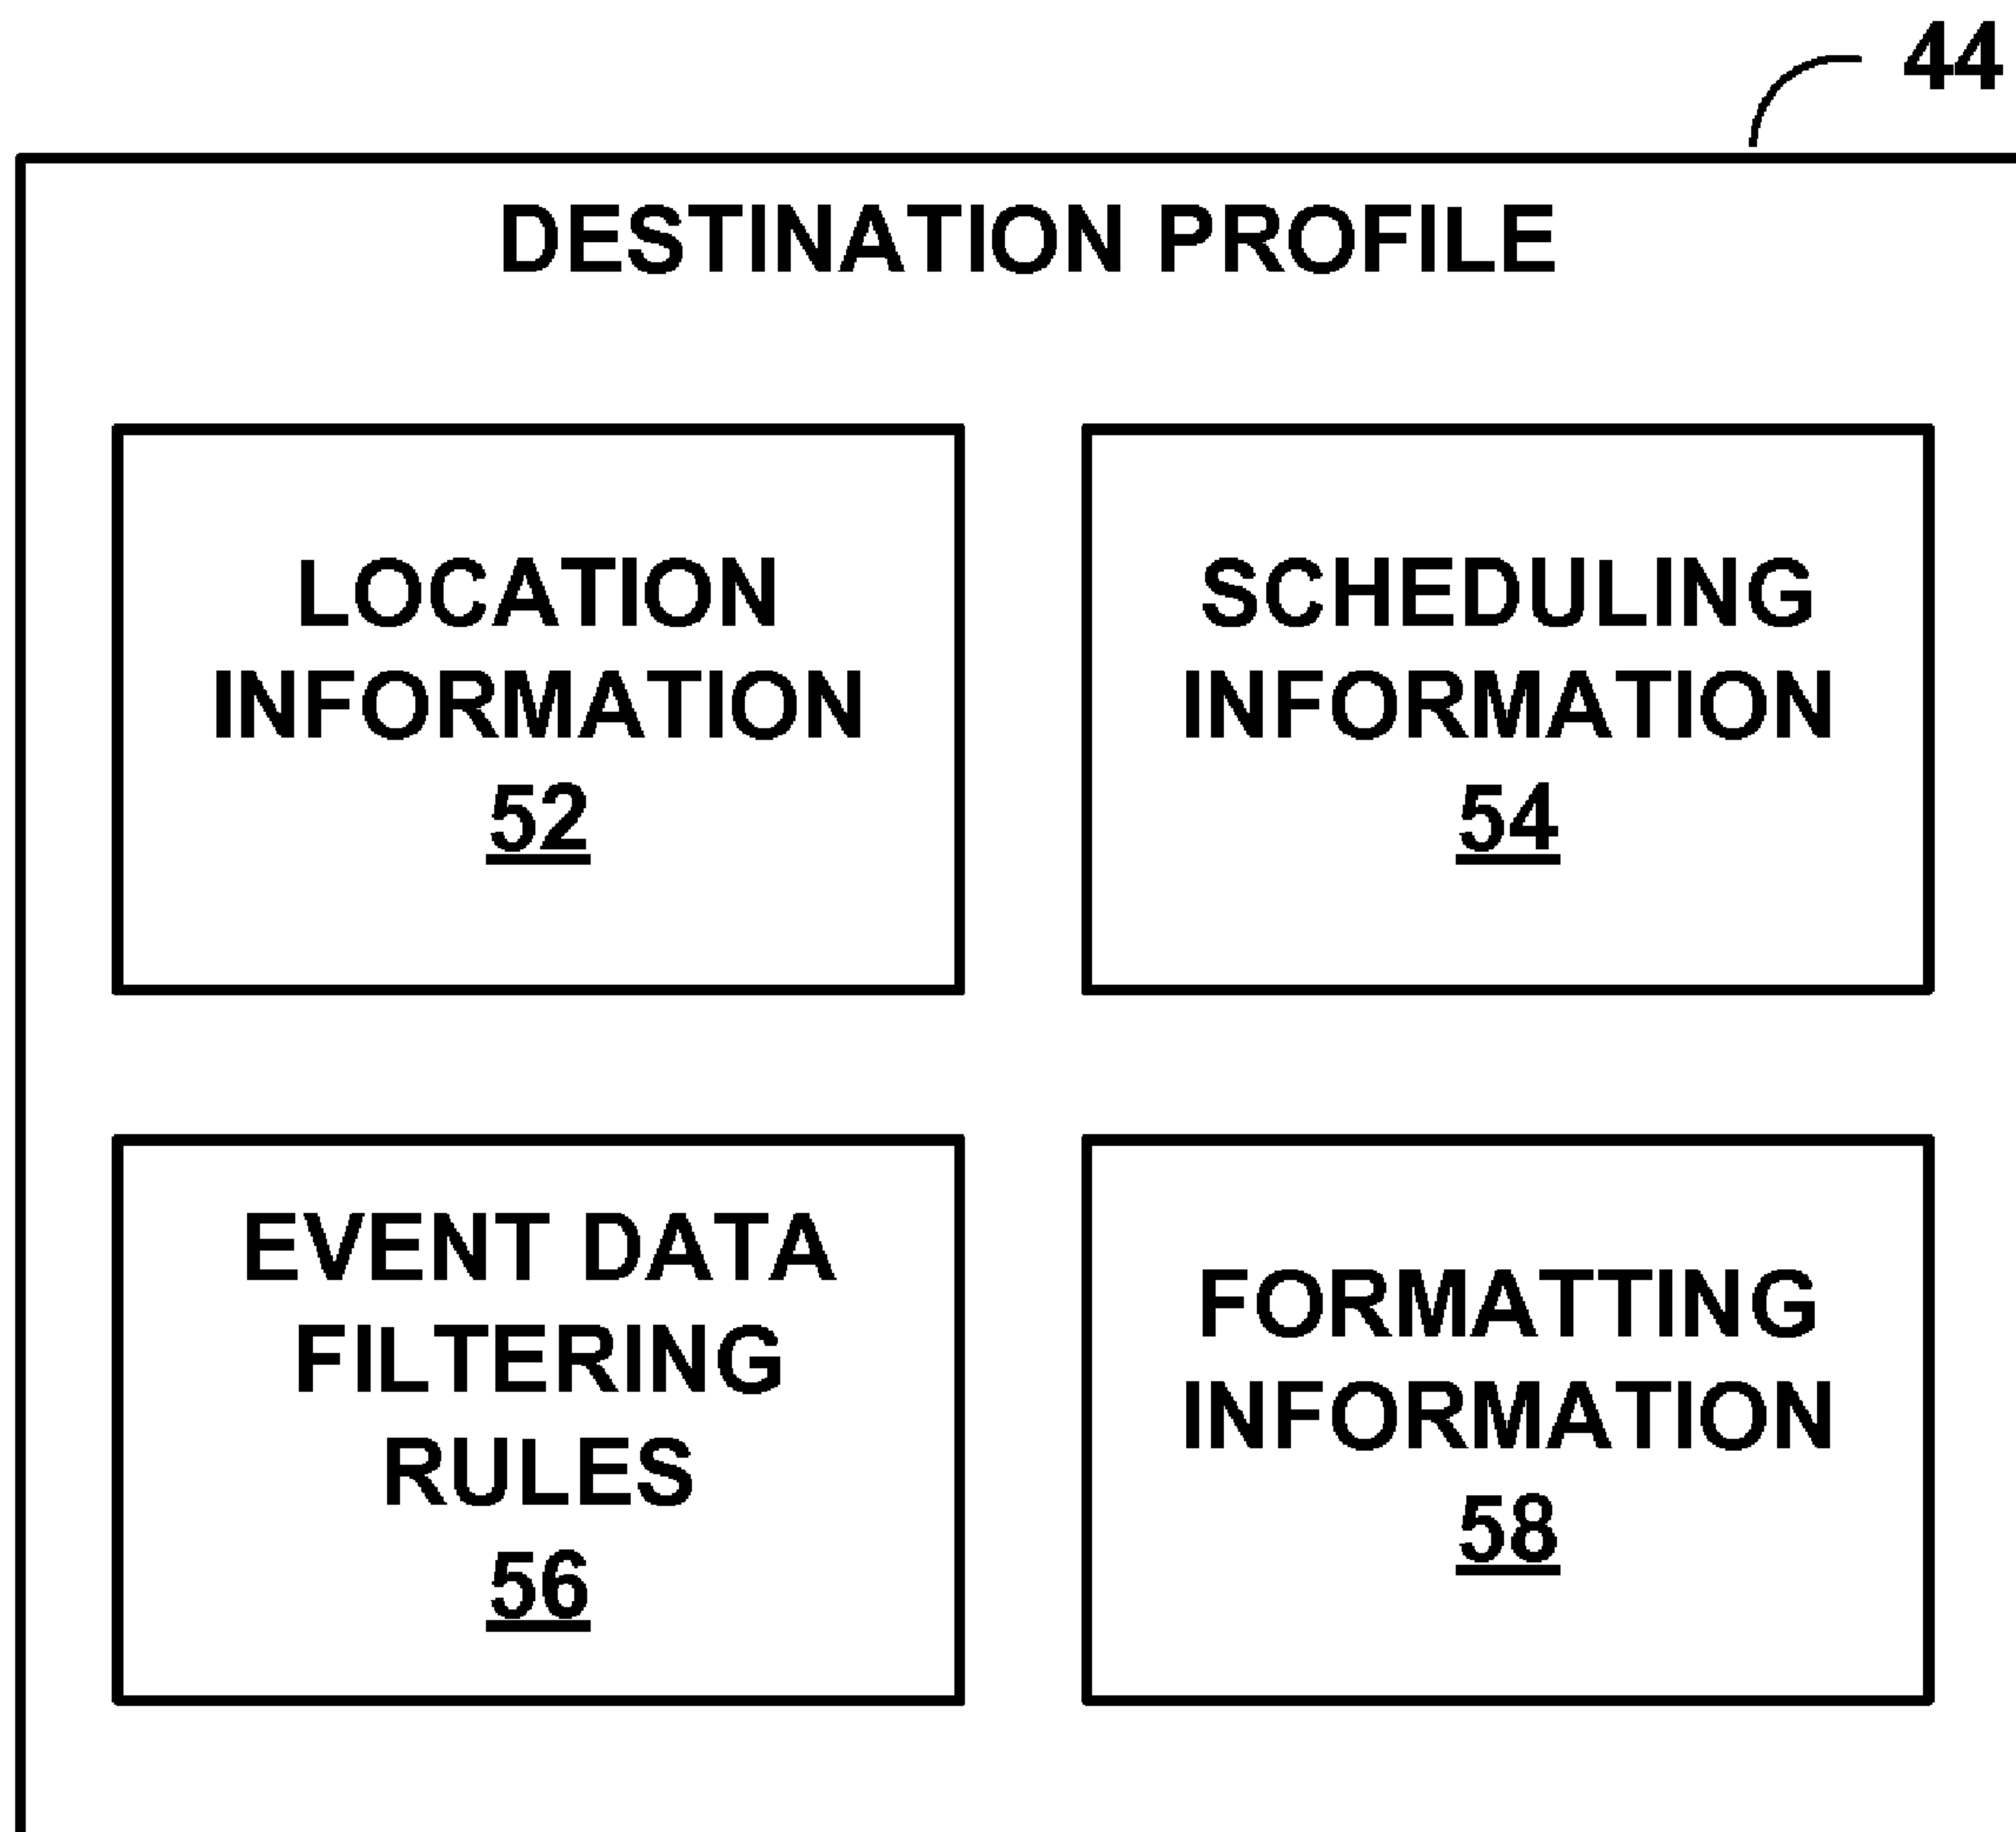 44
DESTINATION PROFILE
LOCATION
INFORMATION
52
SCHEDULING
INFORMATION
54
EVENT DATA
FILTERING
RULES
56
FORMATTING
INFORMATION
58